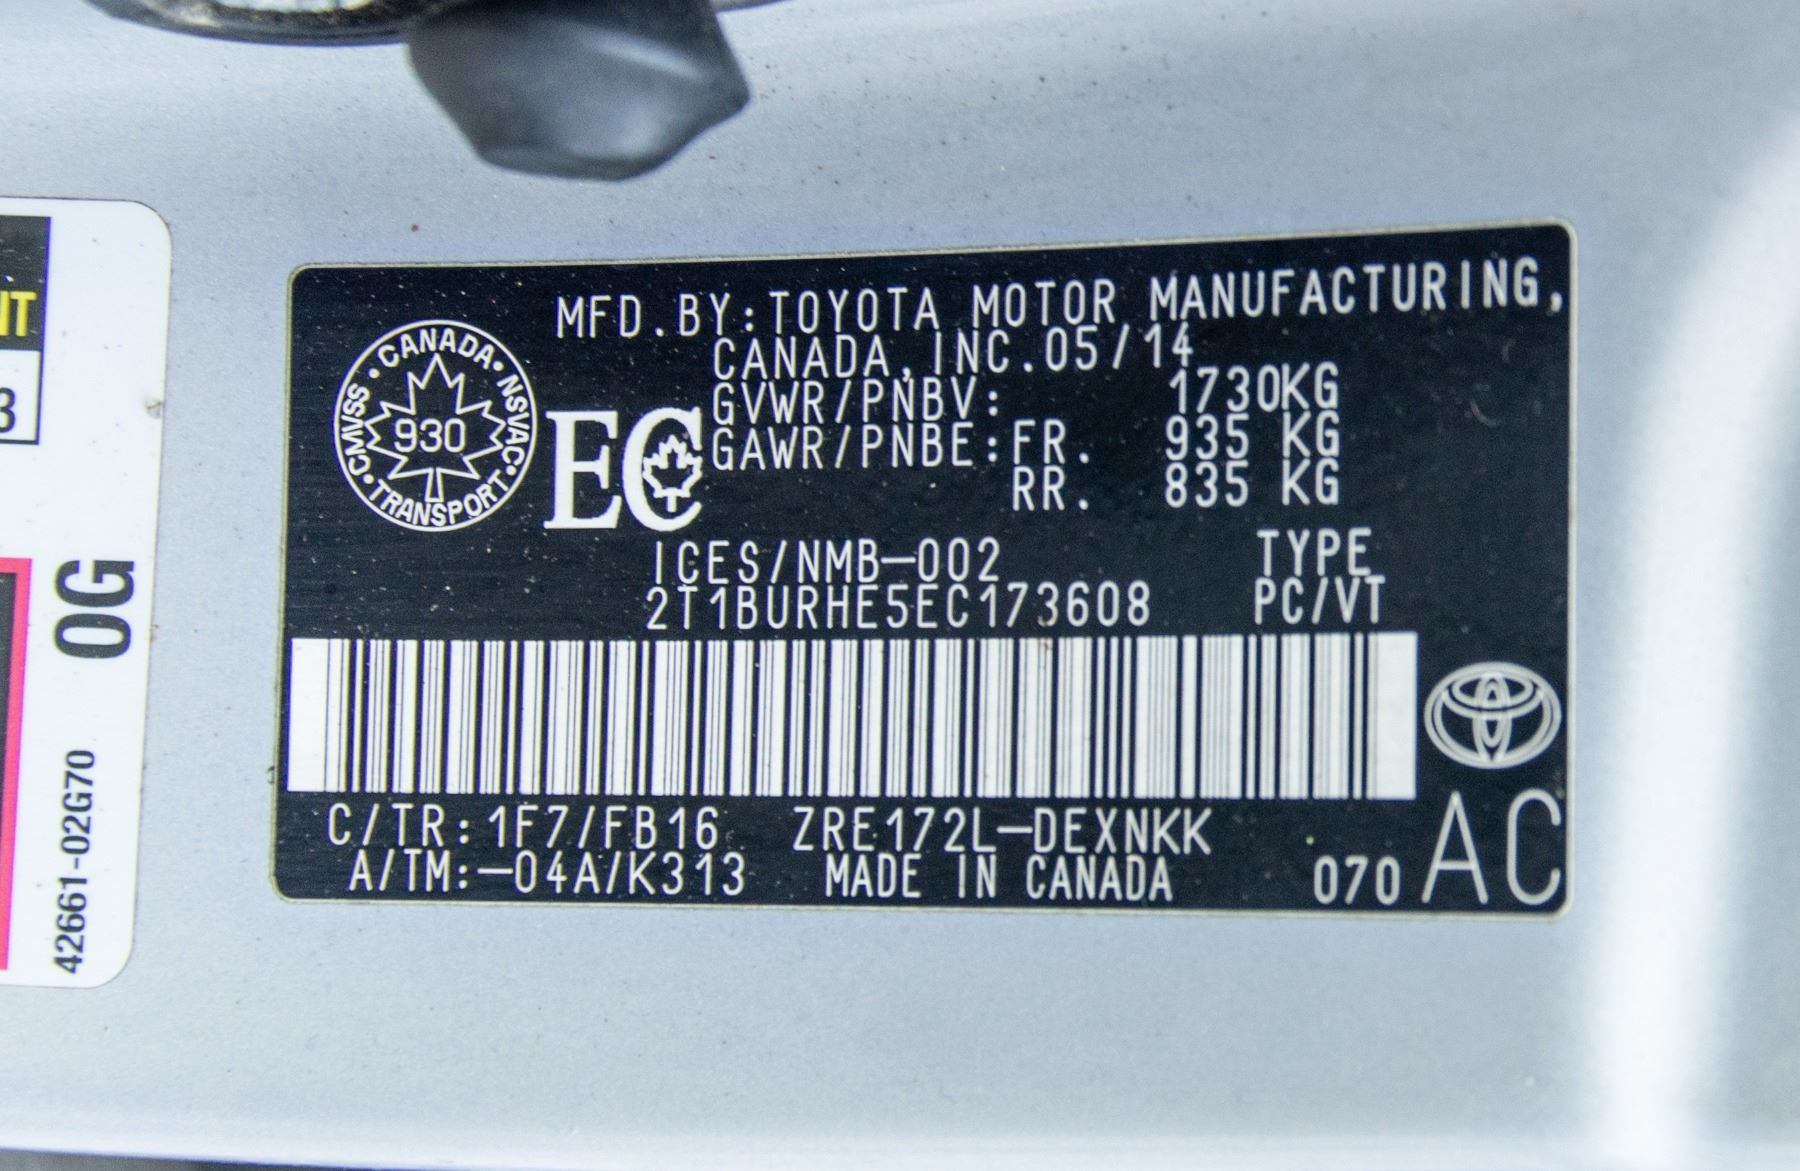 NT
3
0G
42661-02G70
CANADA • NSVAC • TRANSPORT • CMVSS •
930
EC
MFD.BY:TOYOTA MOTOR MANUFACTURING,
CANADA,INC.05/14
GVWR/PNBV: 1730KG
GAWR/PNBE:FR. 935 KG
RR. 835 KG
ICES/NMB-002 TYPE
2T1BURHE5EC173608 PC/VT
C/TR:1F7/FB16 ZRE172L-DEXNKK
A/TM:-04A/K313 MADE IN CANADA 070 AC